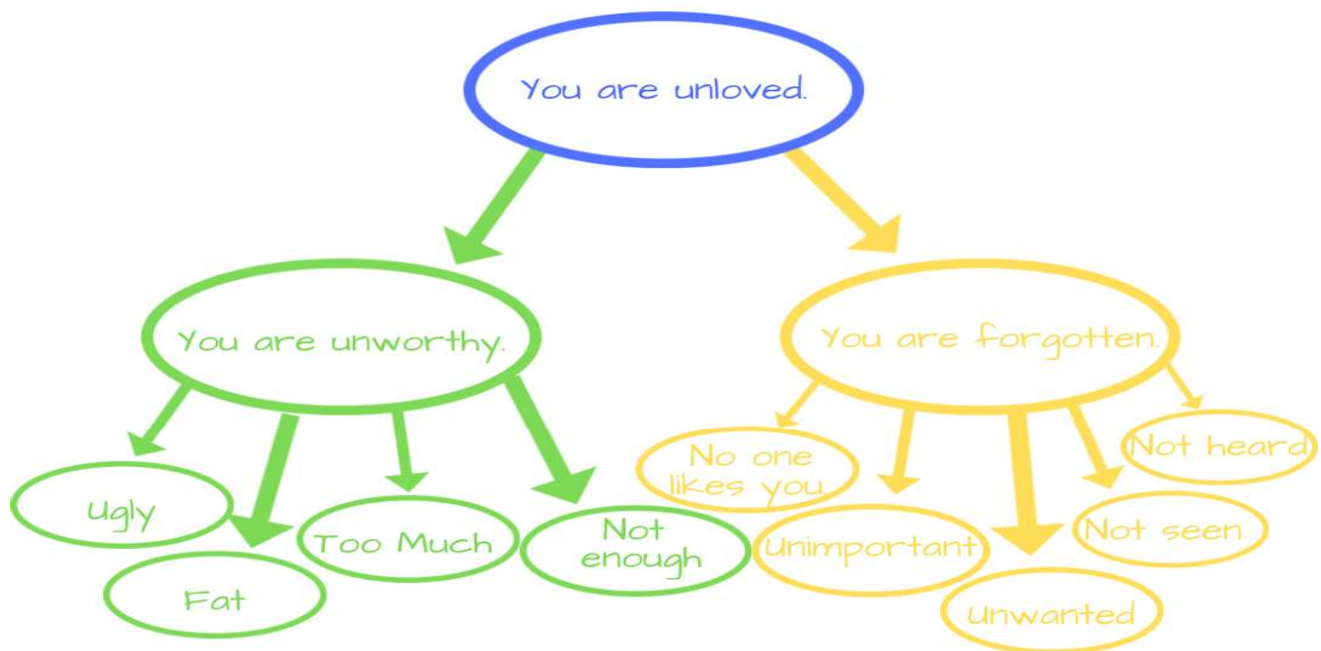 You are unloved.
You are unworthy.
You are forgotten.
Ugly
Fat
Too Much
Not
enough
No one
likes you.
Unimportant
Unwanted
Not seen
Not heard